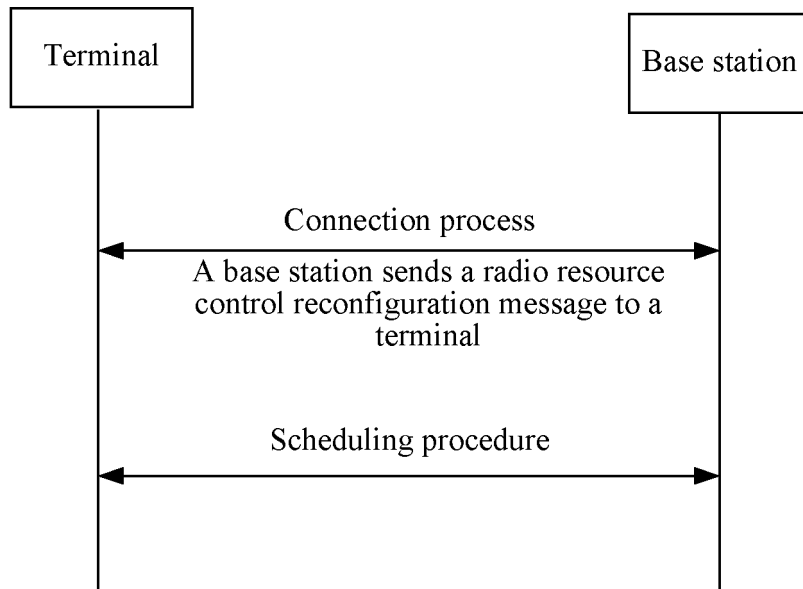 Terminal
Base station
Connection process
A base station sends a radio resource
control reconfiguration message to a
terminal
Scheduling procedure